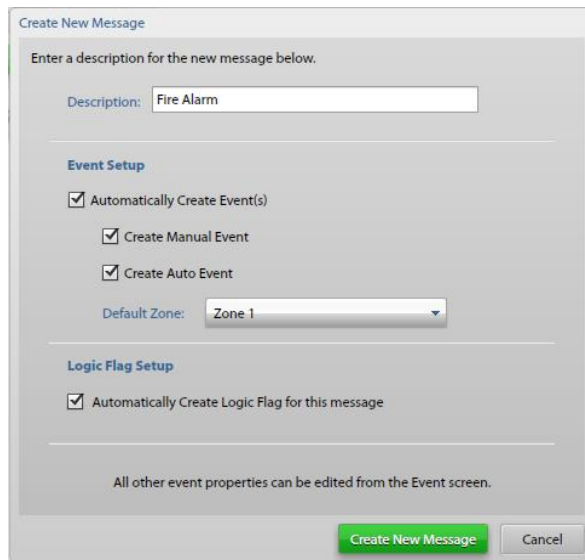 Create New Message
Enter a description for the new message below.
Description: Fire Alarm
Event Setup
Automatically Create Event(s)
Create Manual Event
Create Auto Event
Default Zone: Zone 1
Logic Flag Setup
Automatically Create Logic Flag for this message
All other event properties can be edited from the Event screen.
Create New Message Cancel